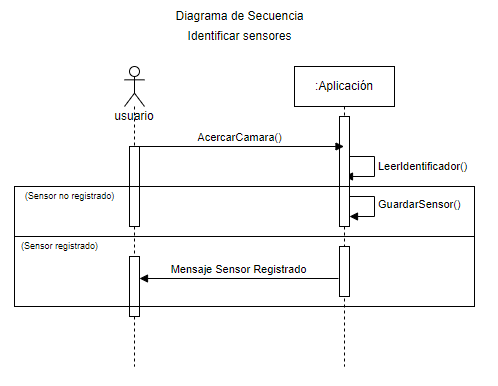 Diagrama de Secuencia
Identificar sensores
:Aplicación
usuario
AcercarCamara()
LeerIdentificador()
(Sensor no registrado)
GuardarSensor()
(Sensor registrado)
Mensaje Sensor Registrado